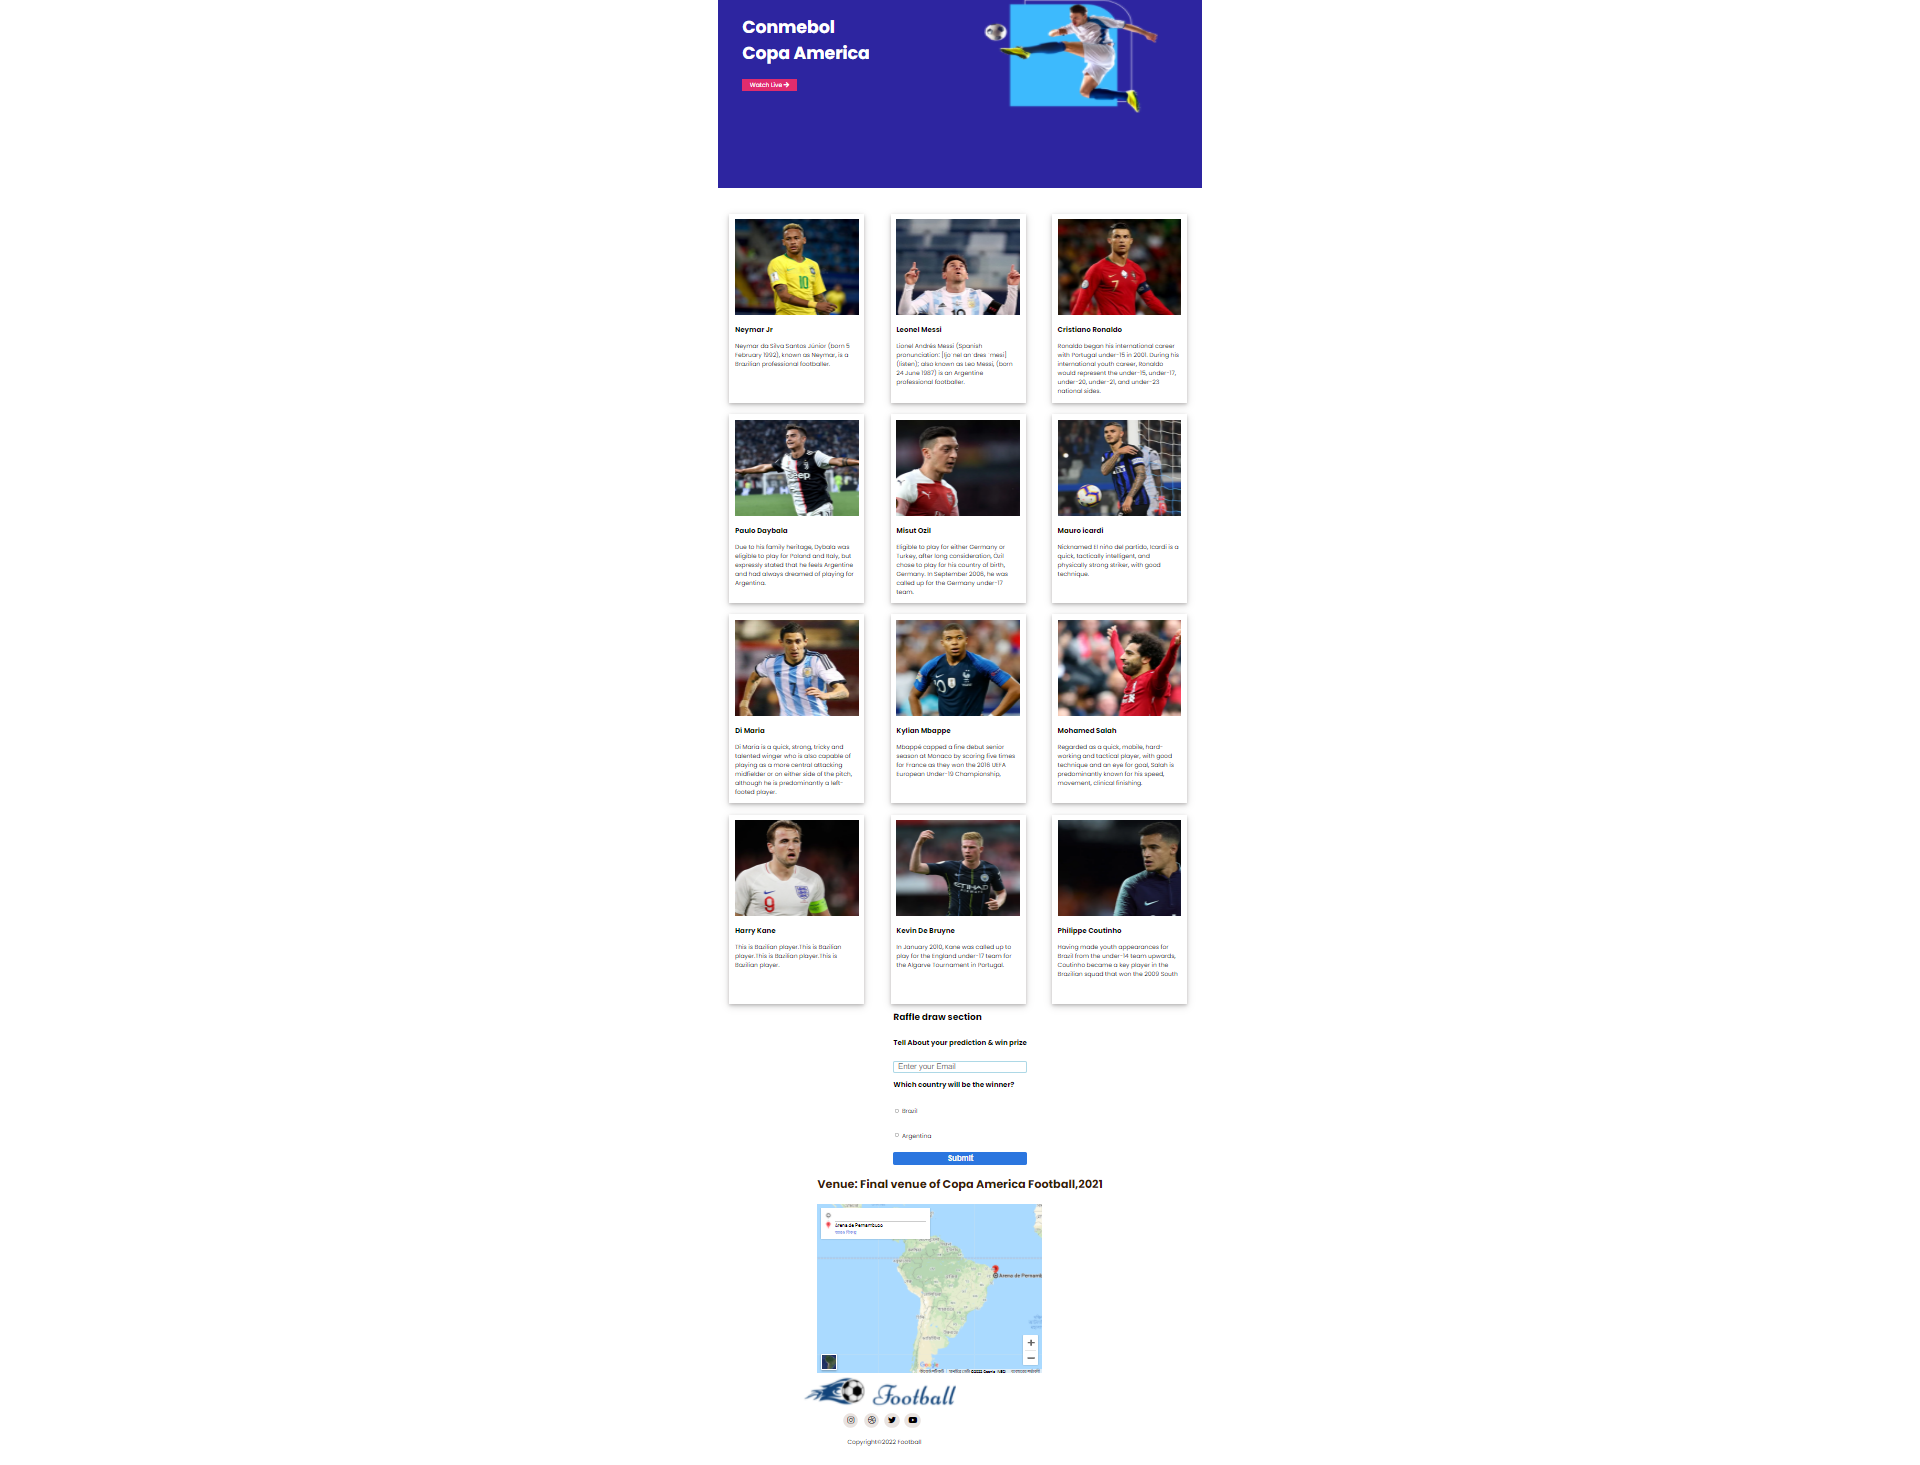 Conmebol
Copa America
Watch Live
Neymar Jr
Neymar da Silva Santos Júnior (born 5
February 1992), known as Neymar, is a
Brazilian professional footballer.
Leonel Messi
Lionel Andrés Messi (Spanish
pronunciation: [ljo nel an dres mesi]
(listen); also known as Leo Messi, (born
24 June 1987) is an Argentine
professional footballer.
Cristiano Ronaldo
Ronaldo began his international career
with Portugal under-15 in 2001. During his
international youth career, Ronaldo
would represent the under-15, under-17,
under-20, under-21, and under-23
national sides.
Paulo Daybala
Due to his family heritage, Dybala was
eligible to play for Poland and Italy, but
expressly stated that he feels Argentine
and had always dreamed of playing for
Argentina.
Misut Ozil
Eligible to play for either Germany or
Turkey, after long consideration, Özil
chose to play for his country of birth,
Germany. In September 2006, he was
called up for the Germany under-17
team.
Mauro icardi
Nicknamed El niño del partido, Icardi is a
quick, tactically intelligent, and
physically strong striker, with good
technique.
Di Maria
Di María is a quick, strong, tricky and
talented winger who is also capable of
playing as a more central attacking
midfielder or on either side of the pitch,
although he is predominantly a left-
footed player.
Kylian Mbappe
Mbappé capped a fine debut senior
season at Monaco by scoring five times
for France as they won the 2016 UEFA
European Under-19 Championship,
Mohamed Salah
Regarded as a quick, mobile, hard-
working and tactical player, with good
technique and an eye for goal, Salah is
predominantly known for his speed,
movement, clinical finishing.
Harry Kane
This is Bazilian player.This is Bazilian
player.This is Bazilian player.This is
Bazilian player.
Kevin De Bruyne
In January 2010, Kane was called up to
play for the England under-17 team for
the Algarve Tournament in Portugal.
Philippe Coutinho
Having made youth appearances for
Brazil from the under-14 team upwards,
Coutinho became a key player in the
Brazilian squad that won the 2009 South
Raffle draw section
Tell About your prediction & win prize
Enter your Email
Which country will be the winner?
Brazil
Argentina
Submit
Venue: Final venue of Copa America Football,2021
Arena de Pernambuco
Arena de Pernamb
Google
Football
Copyright©2022 Football